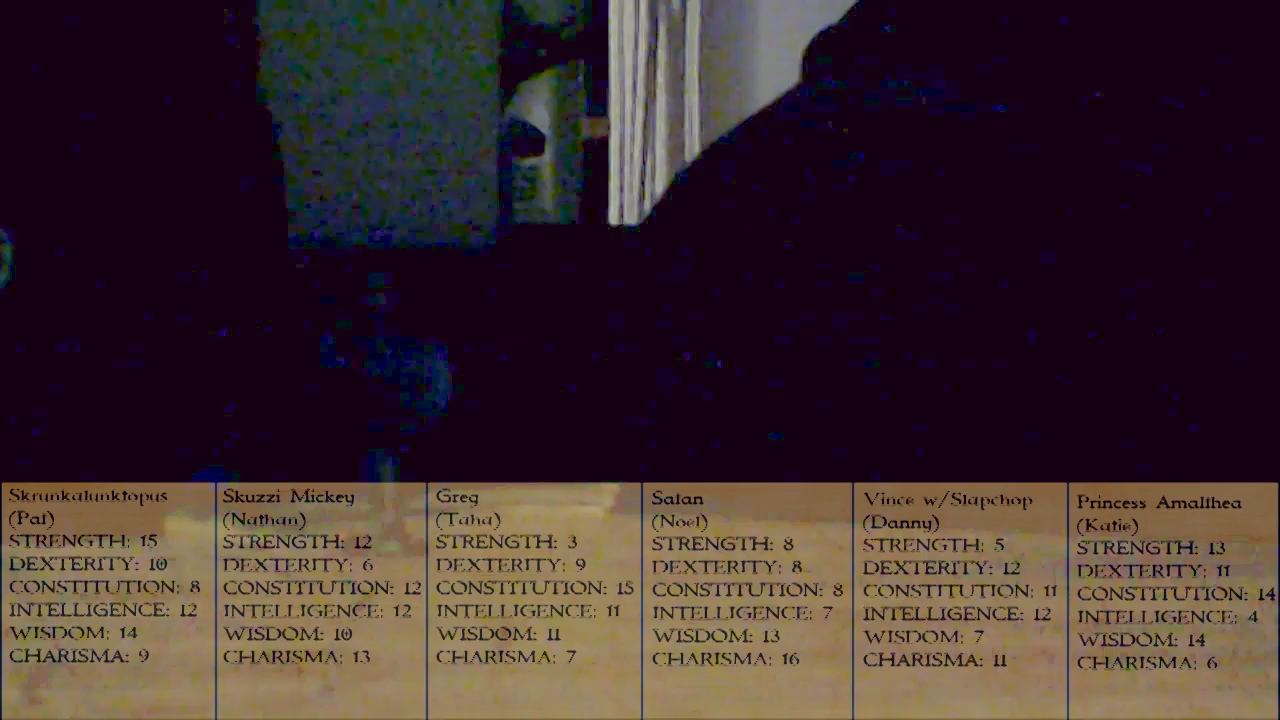 Skrunkalunktopus
(Pat)
STRENGTH: 15
DEXTERITY: 10
CONSTITUTION: 8
INTELLIGENCE: 12
WISDOM: 14
CHARISMA: 9
Skuzzi Mickey
(Nathan)
STRENGTH: 12
DEXTERITY: 6
CONSTITUTION: 12
INTELLIGENCE: 12
WISDOM: 10
CHARISMA: 13
Greg
(Taha)
STRENGTH: 3
DEXTERITY: 9
CONSTITUTION: 15
INTELLIGENCE: 11
WISDOM: 11
CHARISMA: 7
Satan
(Noel)
STRENGTH: 8
DEXTERITY: 8
CONSTITUTION: 8
INTELLIGENCE: 7
WISDOM: 13
CHARISMA: 16
Vince w/Slapchop
(Danny)
STRENGTH: 5
DEXTERITY: 12
CONSTITUTION: 11
INTELLIGENCE: 12
WISDOM: 7
CHARISMA: 11
Princess Amalthea
(Katie)
STRENGTH: 13
DEXTERITY: 11
CONSTITUTION: 14
INTELLIGENCE: 4
WISDOM: 14
CHARISMA: 6